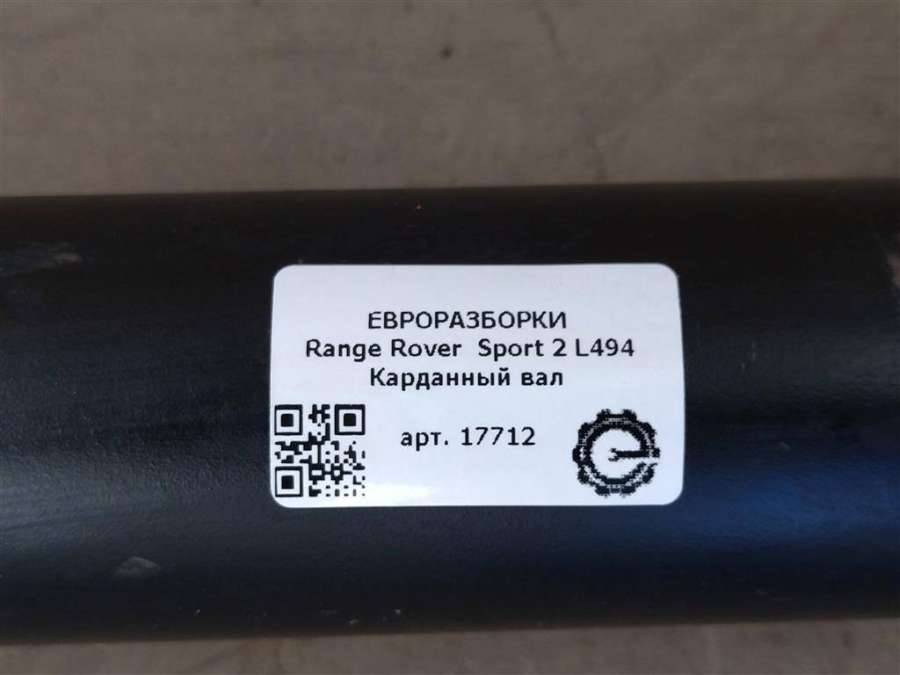 ЕВРОРАЗБОРКИ
Range Rover Sport 2 L494
Карданный вал
арт. 17712